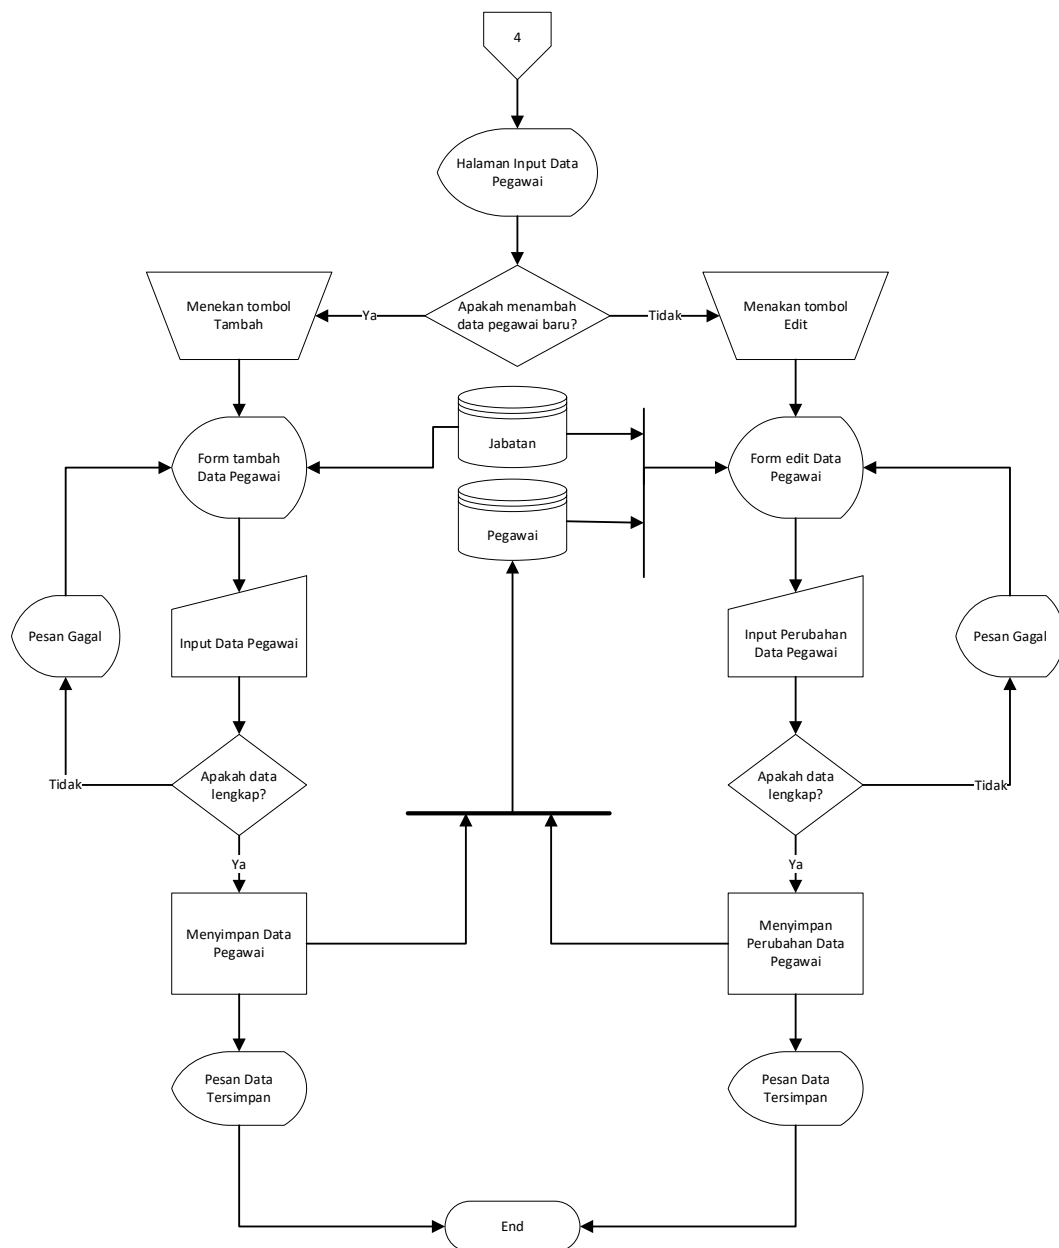 4
Halaman Input Data
Pegawai
Apakah menambah
data pegawai baru?
Ya
Tidak
Menekan tombol
Tambah
Menakan tombol
Edit
Jabatan
Form tambah
Data Pegawai
Form edit Data
Pegawai
Pegawai
Pesan Gagal
Input Data Pegawai
Input Perubahan
Data Pegawai
Pesan Gagal
Apakah data
lengkap?
Tidak
Apakah data
lengkap?
Tidak
Ya
Ya
Menyimpan Data
Pegawai
Menyimpan
Perubahan Data
Pegawai
Pesan Data
Tersimpan
Pesan Data
Tersimpan
End